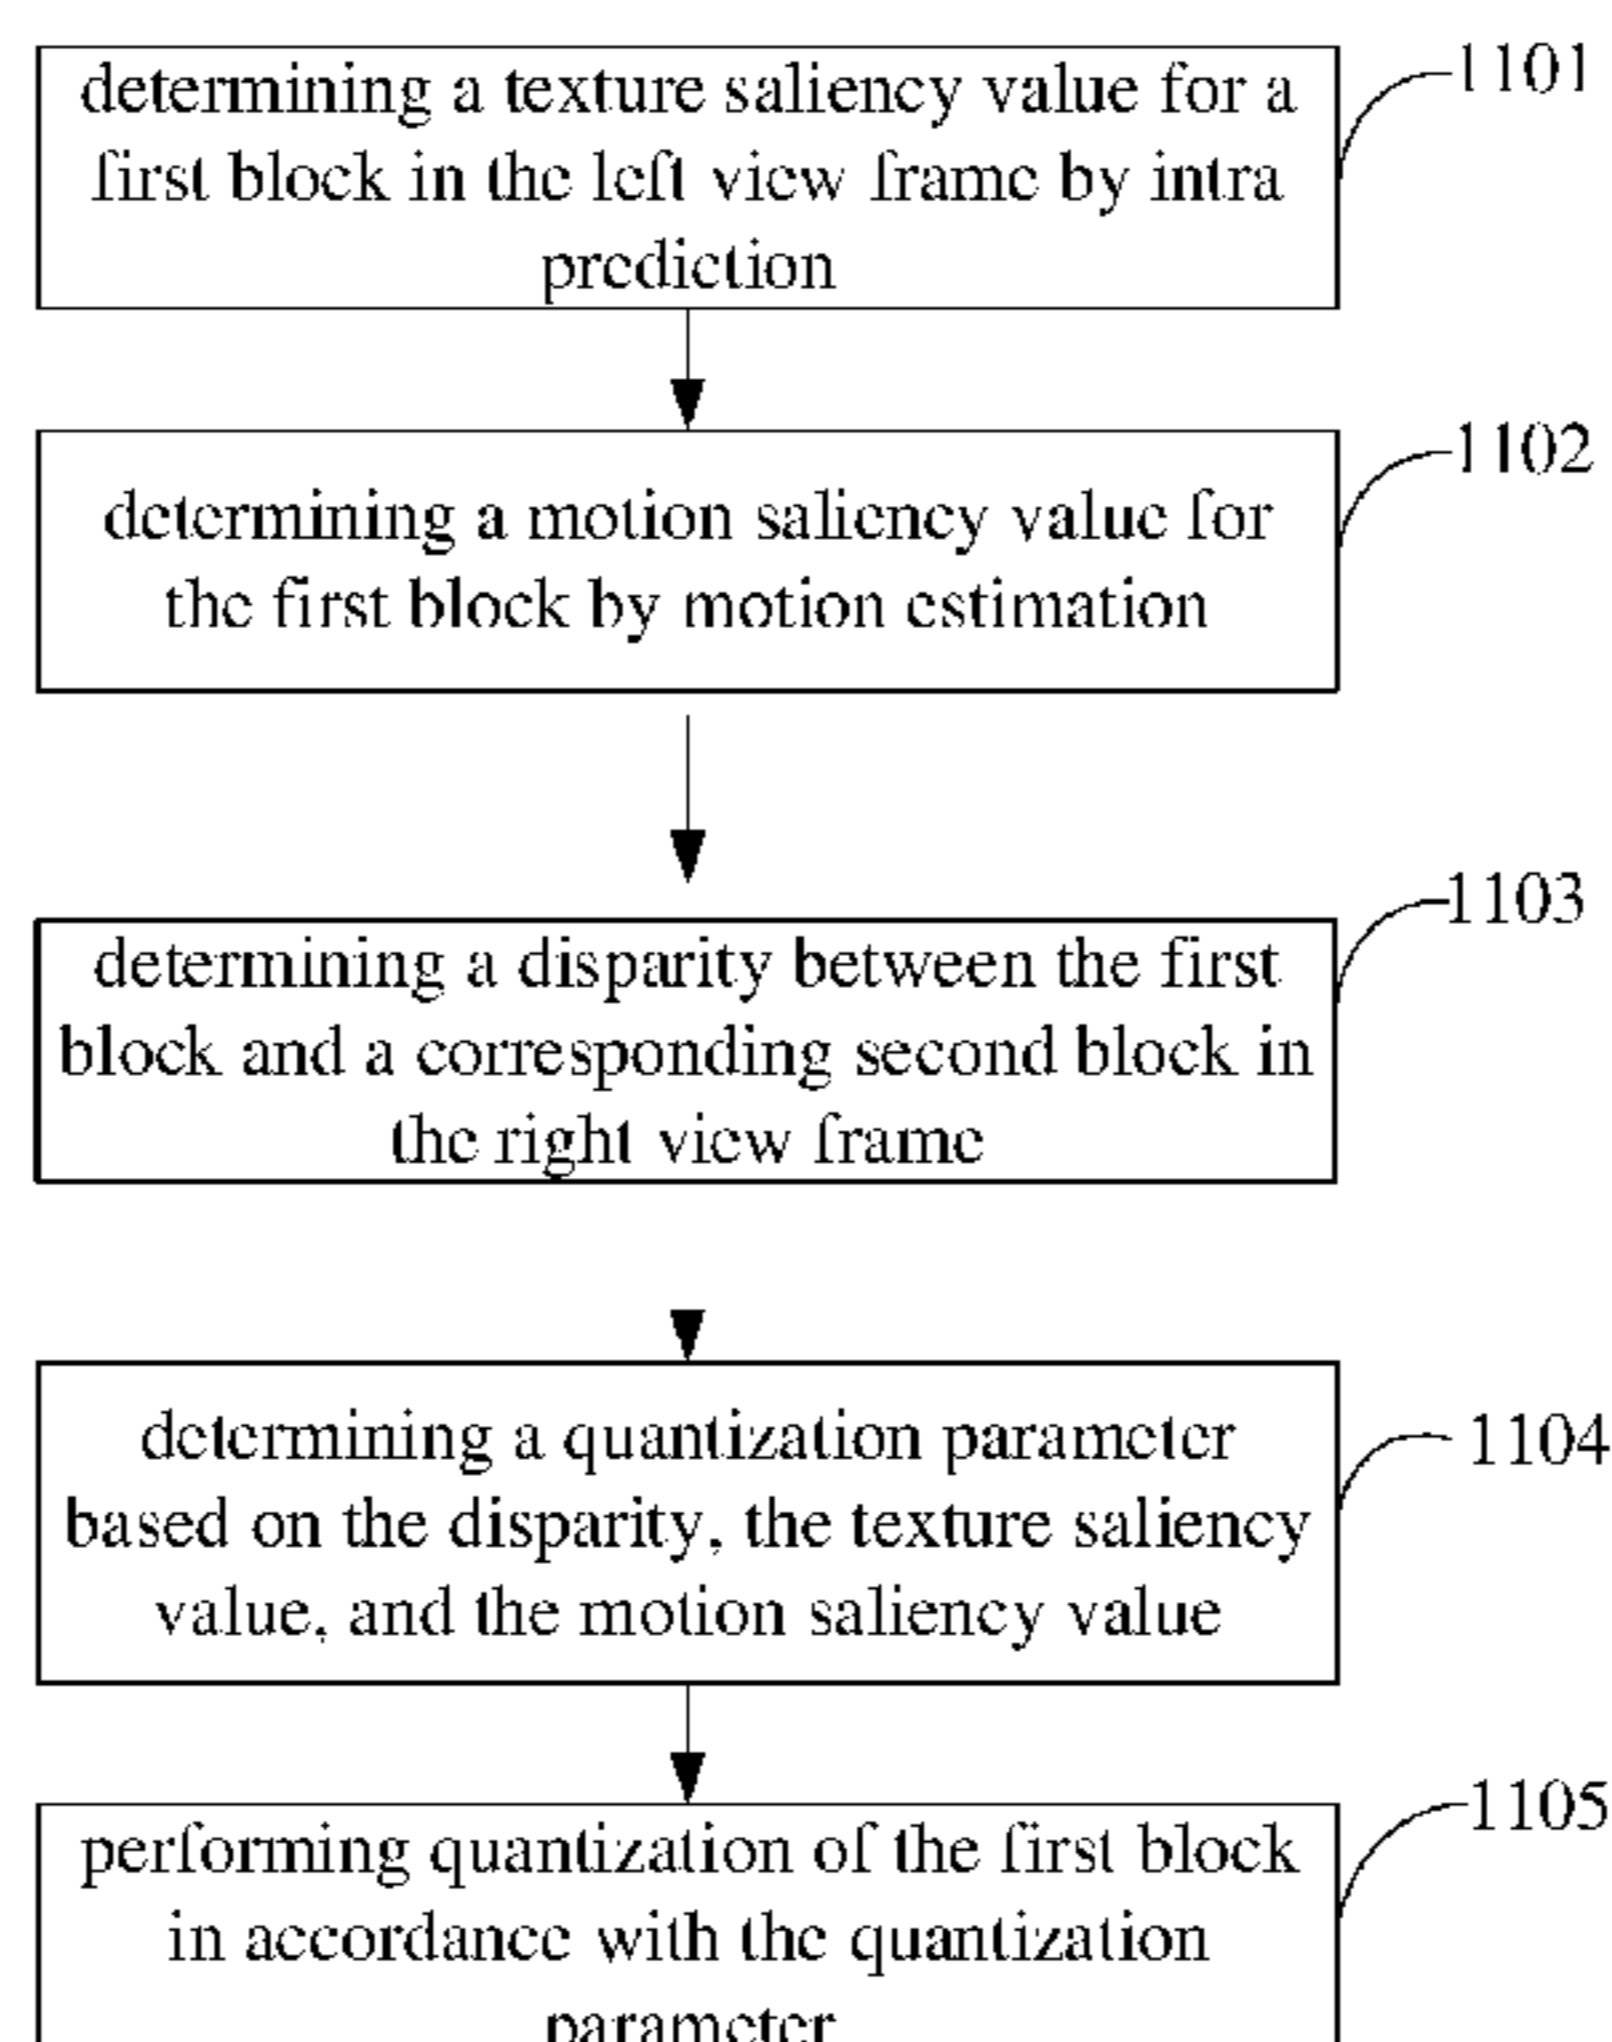 determining a texture saliency value for a
first block in the left view frame by intra
prediction
1101
determining a motion saliency value for
the first block by motion estimation
1102
determining a disparity between the first
block and a corresponding second block in
the right view frame
1103
determining a quantization parameter
based on the disparity, the texture saliency
value, and the motion saliency value
1104
performing quantization of the first block
in accordance with the quantization
parameter
1105